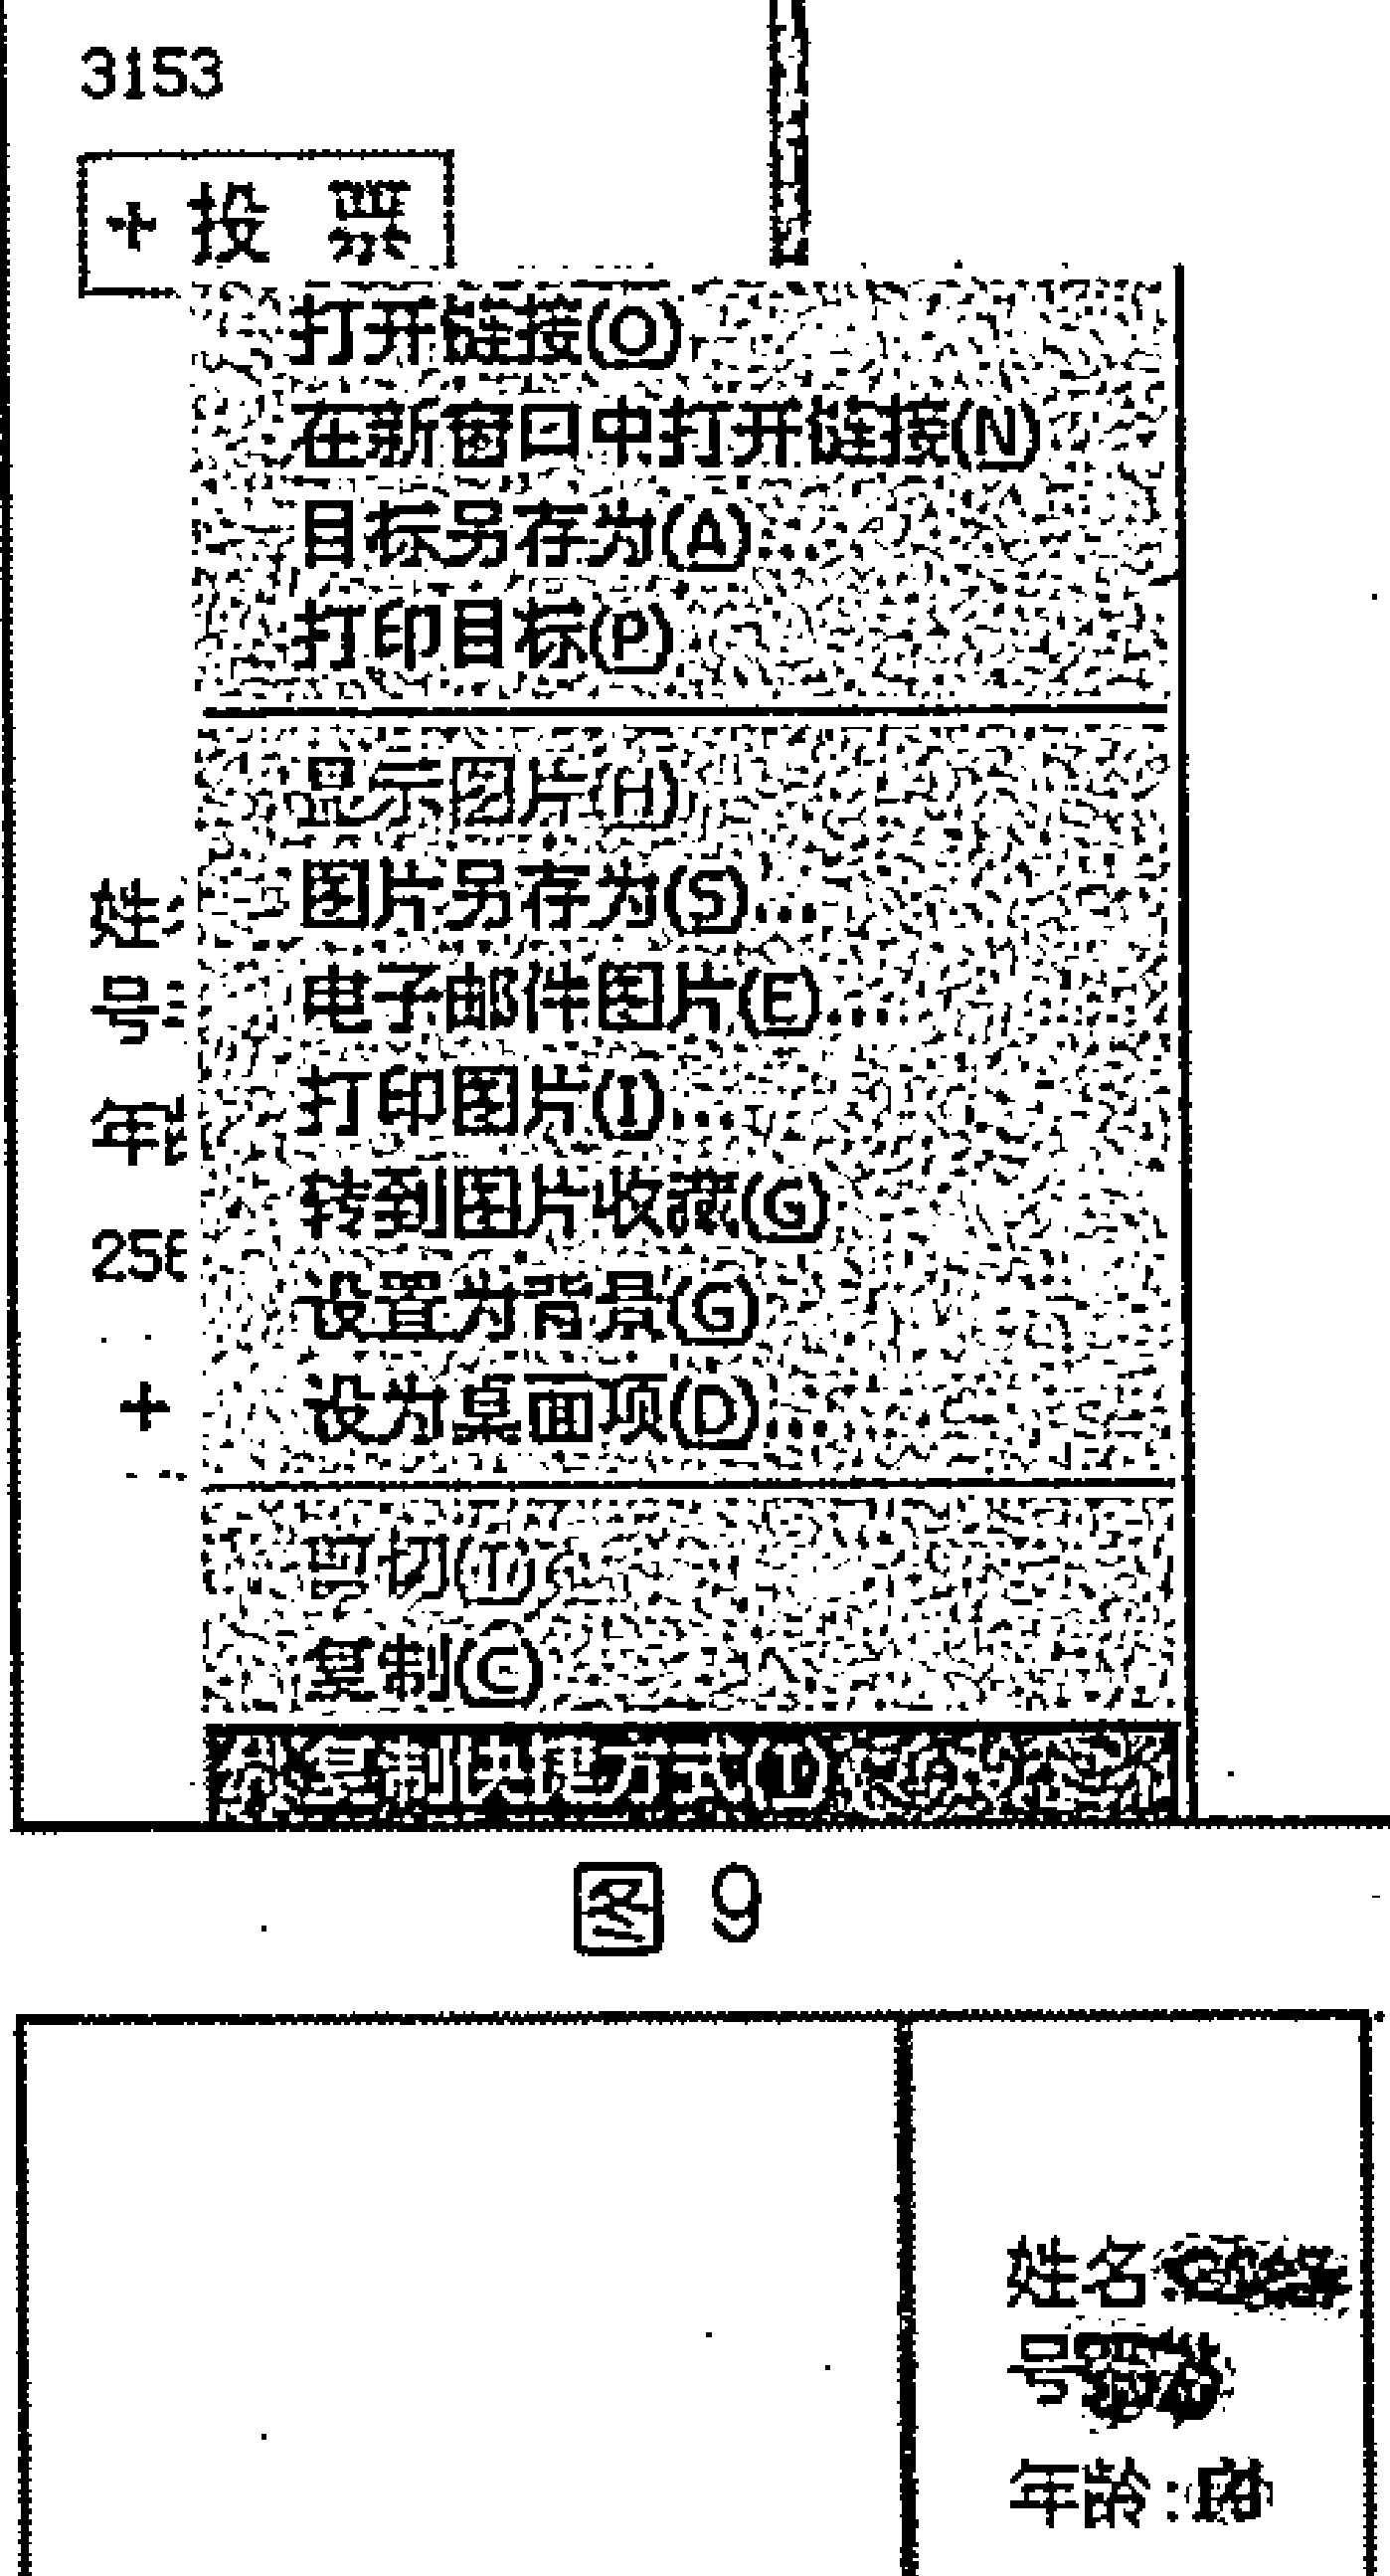 3153
+投 票
打开链接(O)
在新窗口中打开链接(N)
目标另存为(A)...
打印目标(P)
显示图片(H)
图片另存为(S)...
电子邮件图片(E)...
打印图片(I)...
转到图片收藏(G)
设置为背景(G)
设为桌面项(D)...
剪切(T)
复制(C)
复制快捷方式(T)
姓
号
年
25
+
图 9
姓名:
号
年龄: